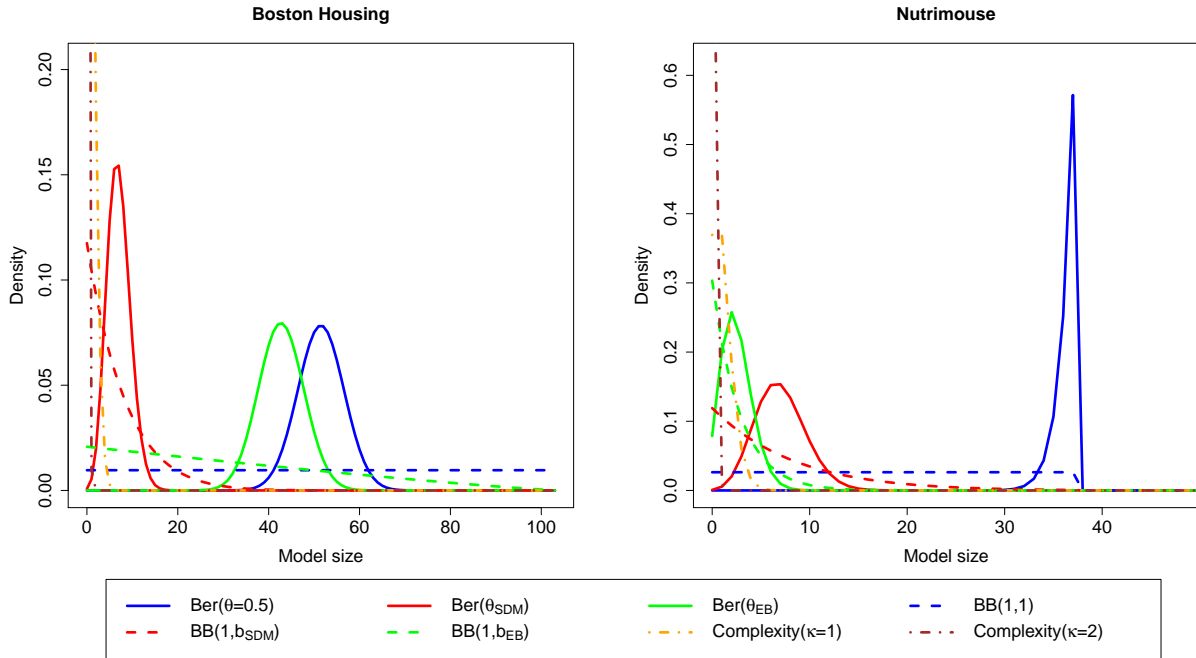 Boston Housing
Nutrimouse
Density
0.00
0.05
0.10
0.15
0.20
0
20
40
60
80
100
Model size
Density
0.0
0.1
0.2
0.3
0.4
0.5
0.6
0
10
20
30
40
Model size
Ber(θ=0.5)
Ber(θSDM)
Ber(θEB)
BB(1,1)
BB(1,bSDM)
BB(1,bEB)
Complexity(κ=1)
Complexity(κ=2)